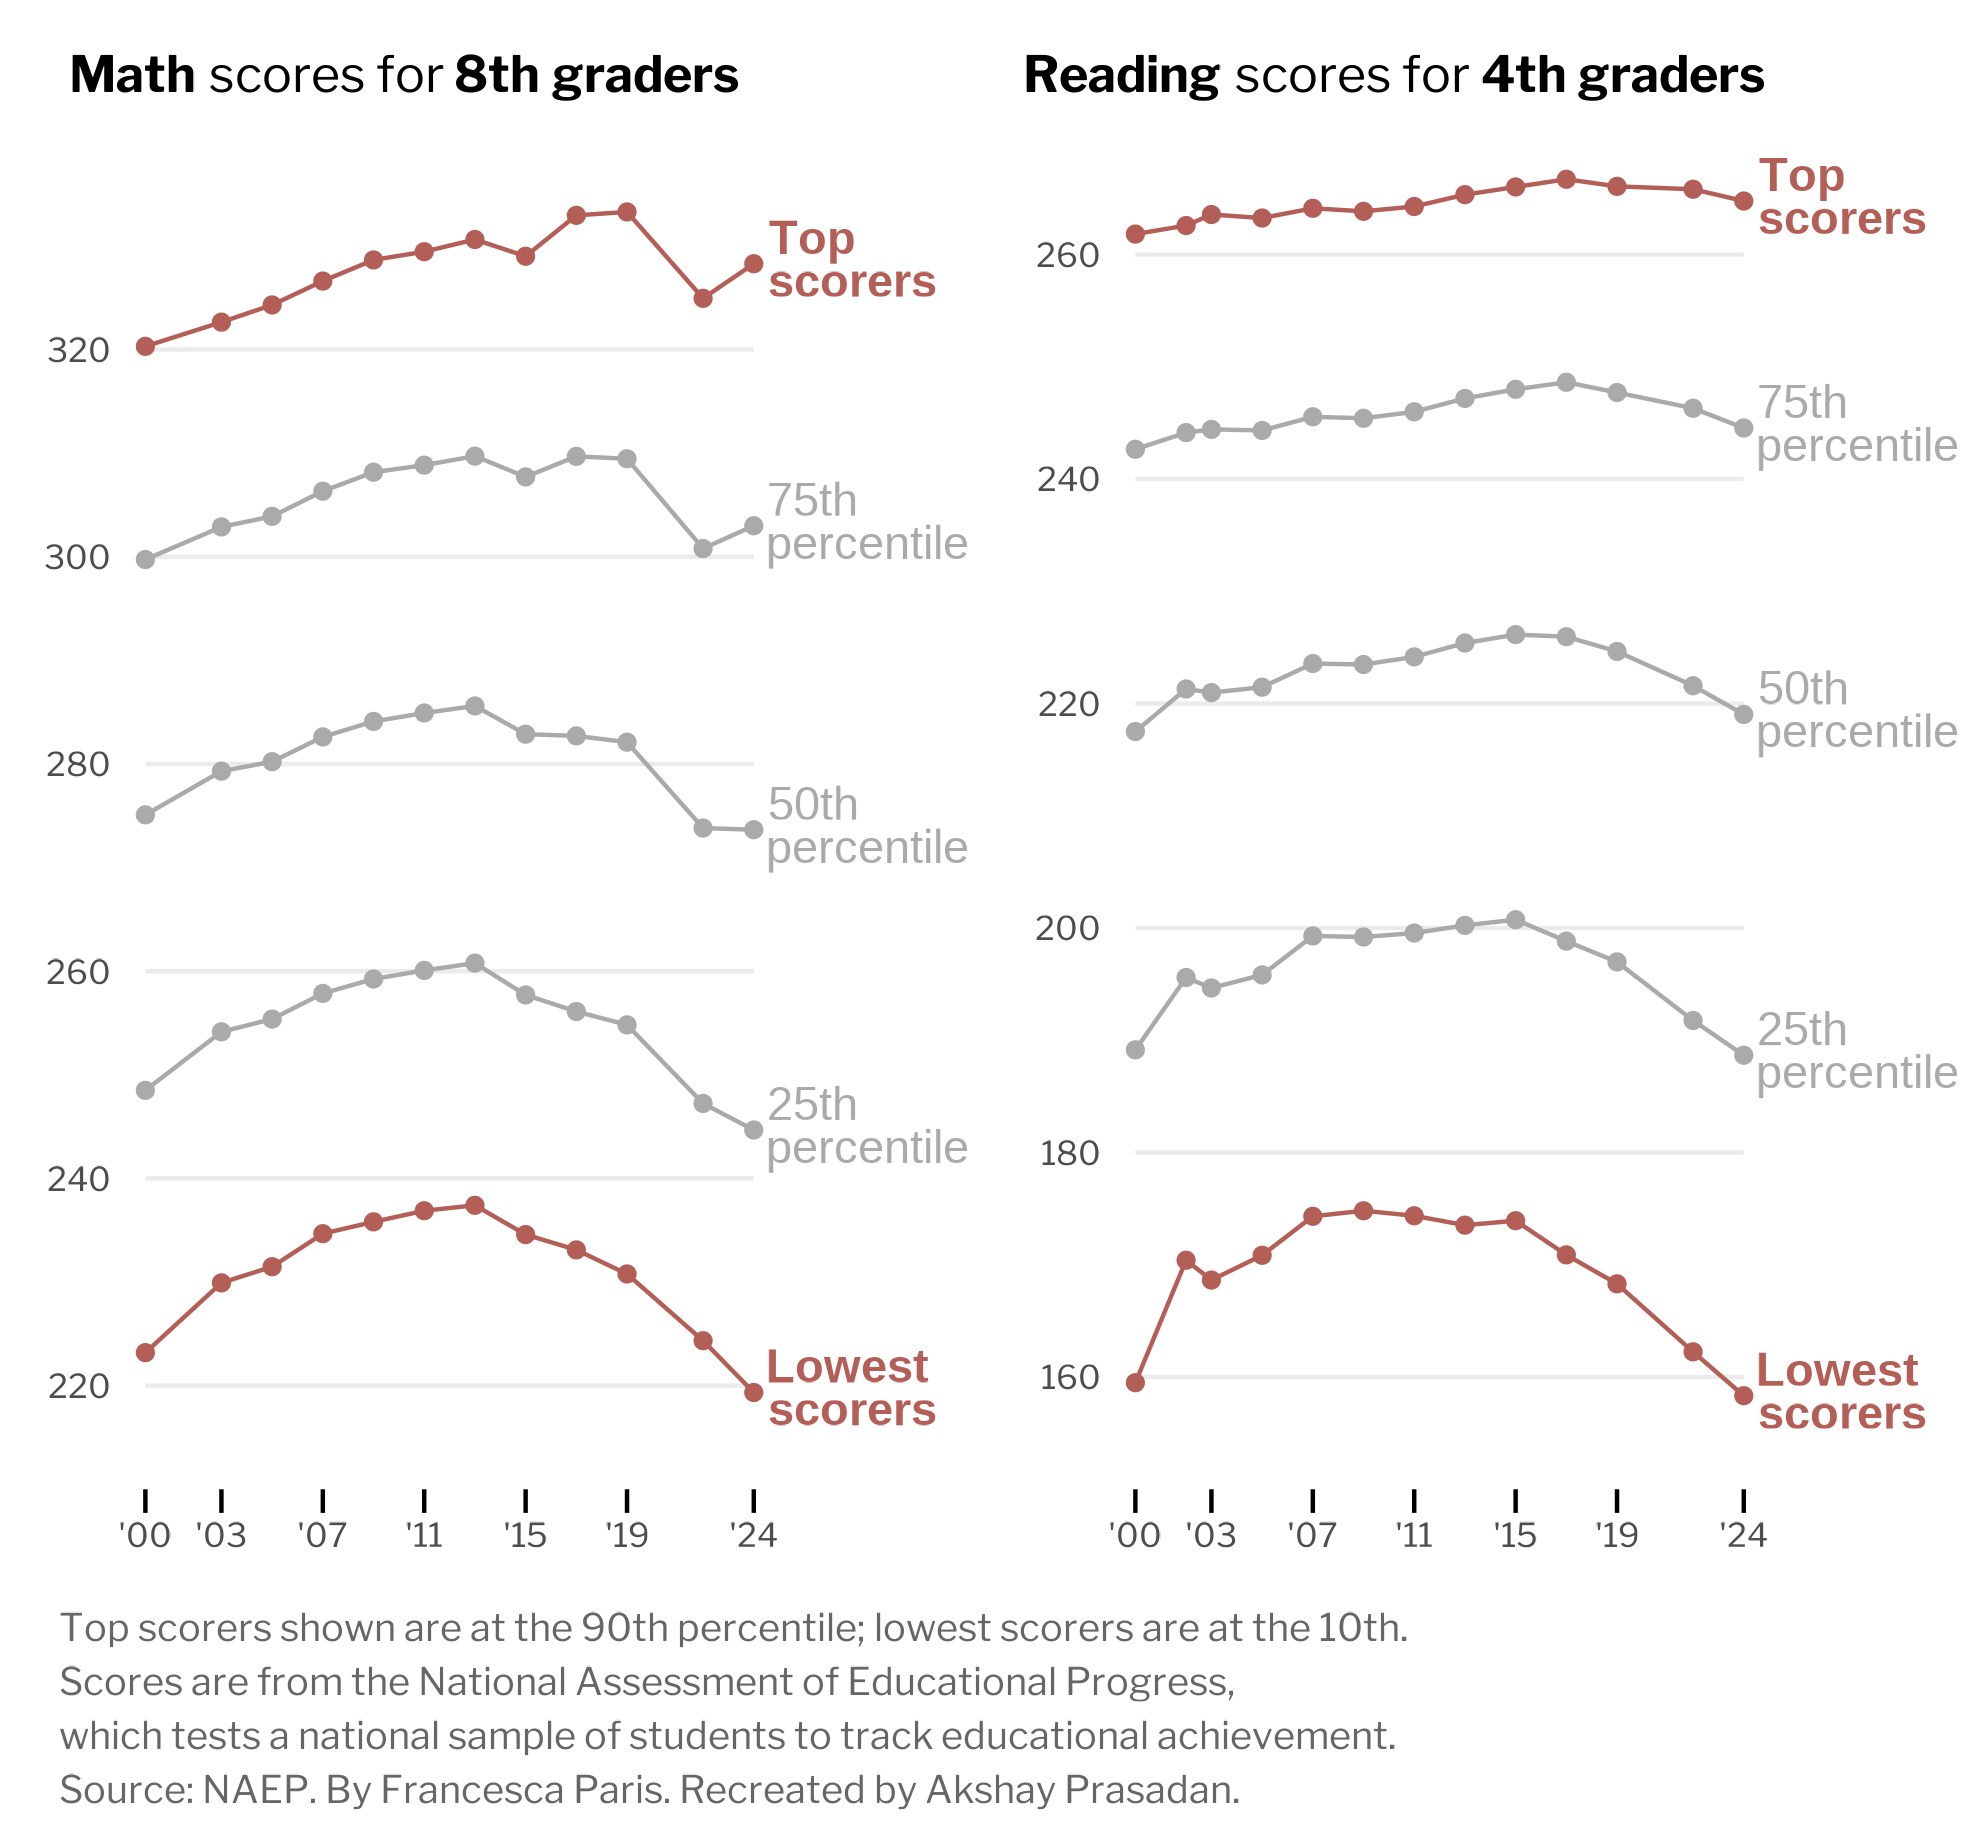 Math scores for 8th graders
320
300
280
260
240
220
Top
scorers
75th
percentile
50th
percentile
25th
percentile
Lowest
scorers
'00 '03 '07 '11 '15 '19 '24
Reading scores for 4th graders
260
240
220
200
180
160
Top
scorers
75th
percentile
50th
percentile
25th
percentile
Lowest
scorers
'00 '03 '07 '11 '15 '19 '24
Top scorers shown are at the 90th percentile; lowest scorers are at the 10th.
Scores are from the National Assessment of Educational Progress,
which tests a national sample of students to track educational achievement.
Source: NAEP. By Francesca Paris. Recreated by Akshay Prasadan.